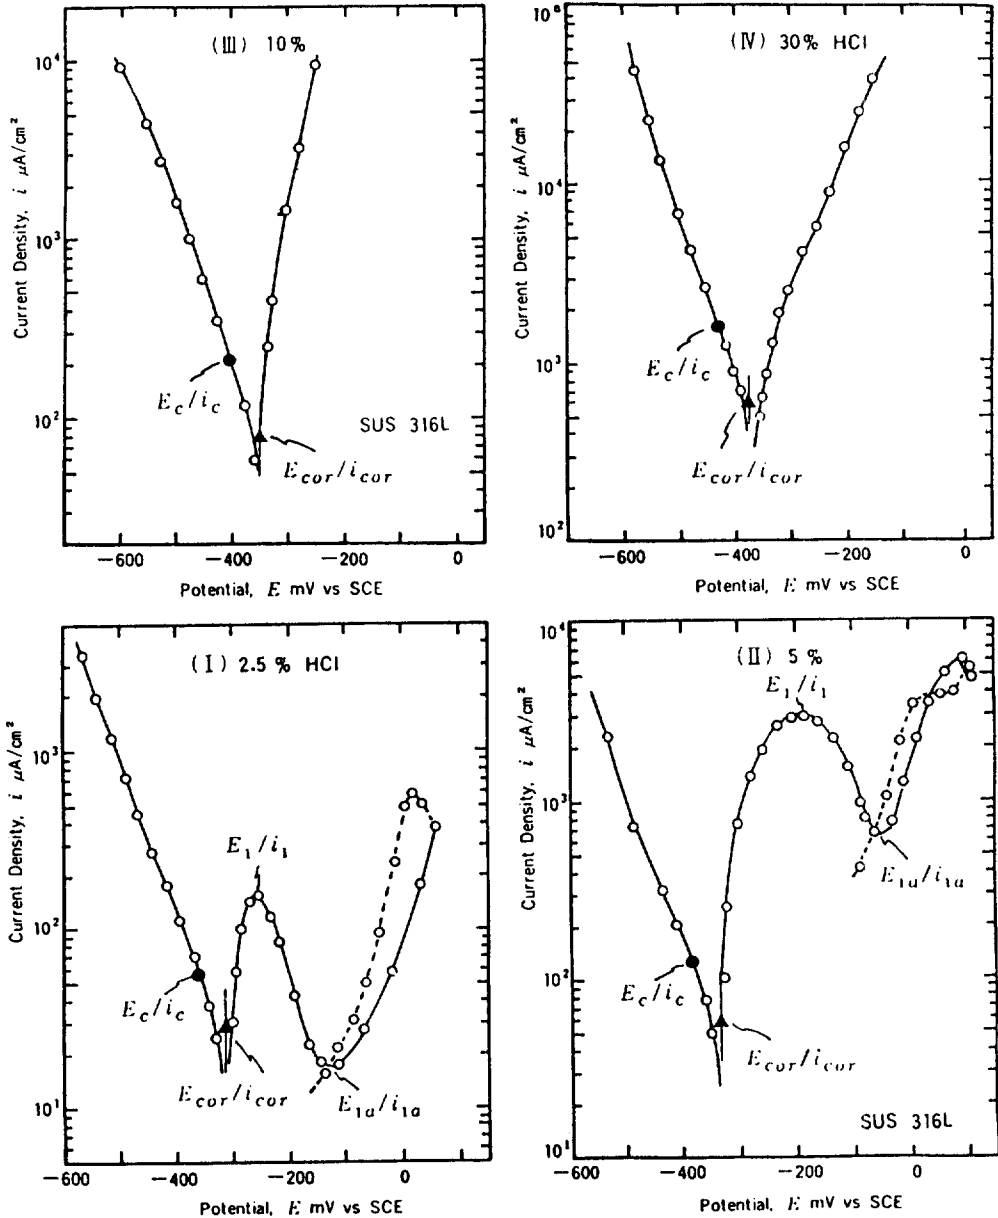 (III) 10%
10⁴
10³
10²
Current Density, i μA/cm²
E_c/i_c
SUS 316L
E_cor/i_cor
−600
−400
−200
0
Potential, E mV vs SCE
(IV) 30% HCl
10⁶
10⁴
10³
10²
Current Density, i μA/cm²
E_c/i_c
E_cor/i_cor
−600
−400
−200
0
Potential, E mV vs SCE
(I) 2.5% HCl
10³
10²
10¹
Current Density, i μA/cm²
E₁/i₁
E_c/i_c
E_cor/i_cor
E_1a/i_1a
−600
−400
−200
0
Potential, E mV vs SCE
(II) 5%
E₁/i₁
10⁴
10³
10²
10¹
Current Density, i μA/cm²
E_1a/i_1a
E_c/i_c
E_cor/i_cor
SUS 316L
−600
−400
−200
0
Potential, E mV vs SCE